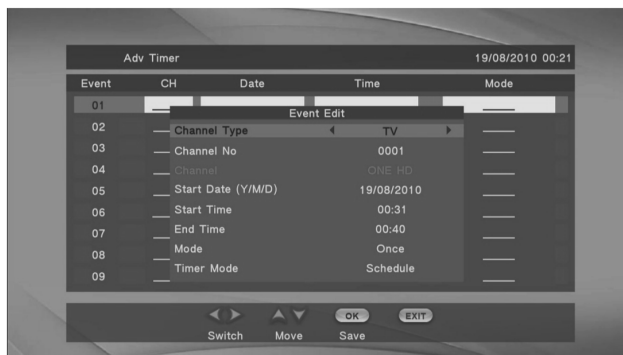 Adv Timer 19/08/2010 00:21
Event CH Date Time Mode
01
Event Edit
02 Channel Type TV
03 Channel No 0001
04 Channel ONE HD
05 Start Date (Y/M/D) 19/08/2010
06 Start Time 00:31
07 End Time 00:40
08 Mode Once
09 Timer Mode Schedule
OK EXIT
Switch Move Save